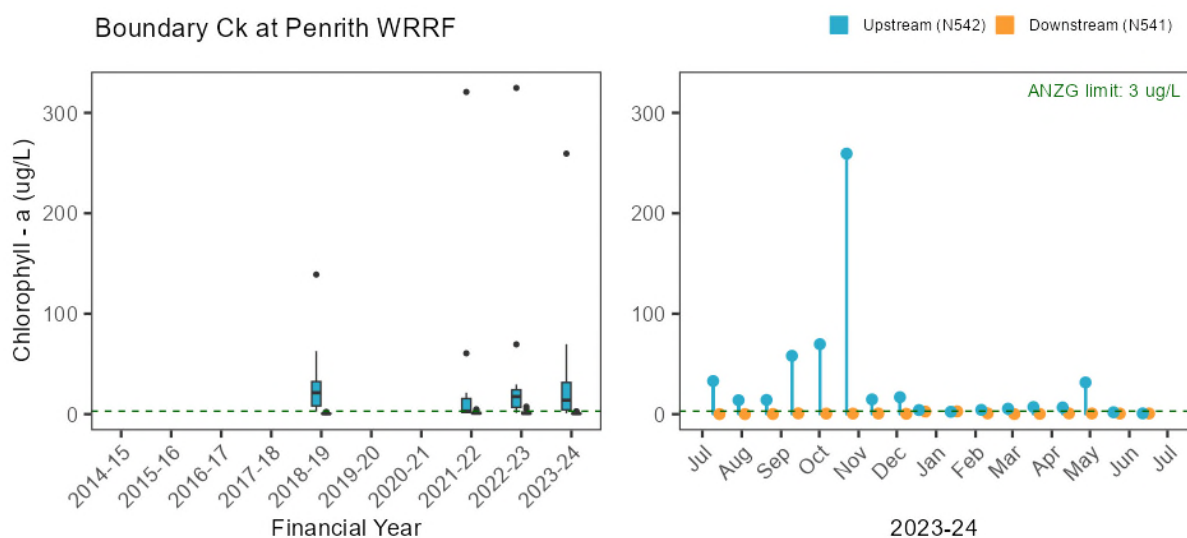 Boundary Ck at Penrith WRRF
Upstream (N542) Downstream (N541)
Chlorophyll - a (ug/L)
300
200
100
0
2014-15 2015-16 2016-17 2017-18 2018-19 2019-20 2020-21 2021-22 2022-23 2023-24
Financial Year
ANZG limit: 3 ug/L
300
200
100
0
Jul Aug Sep Oct Nov Dec Jan Feb Mar Apr May Jun Jul
2023-24